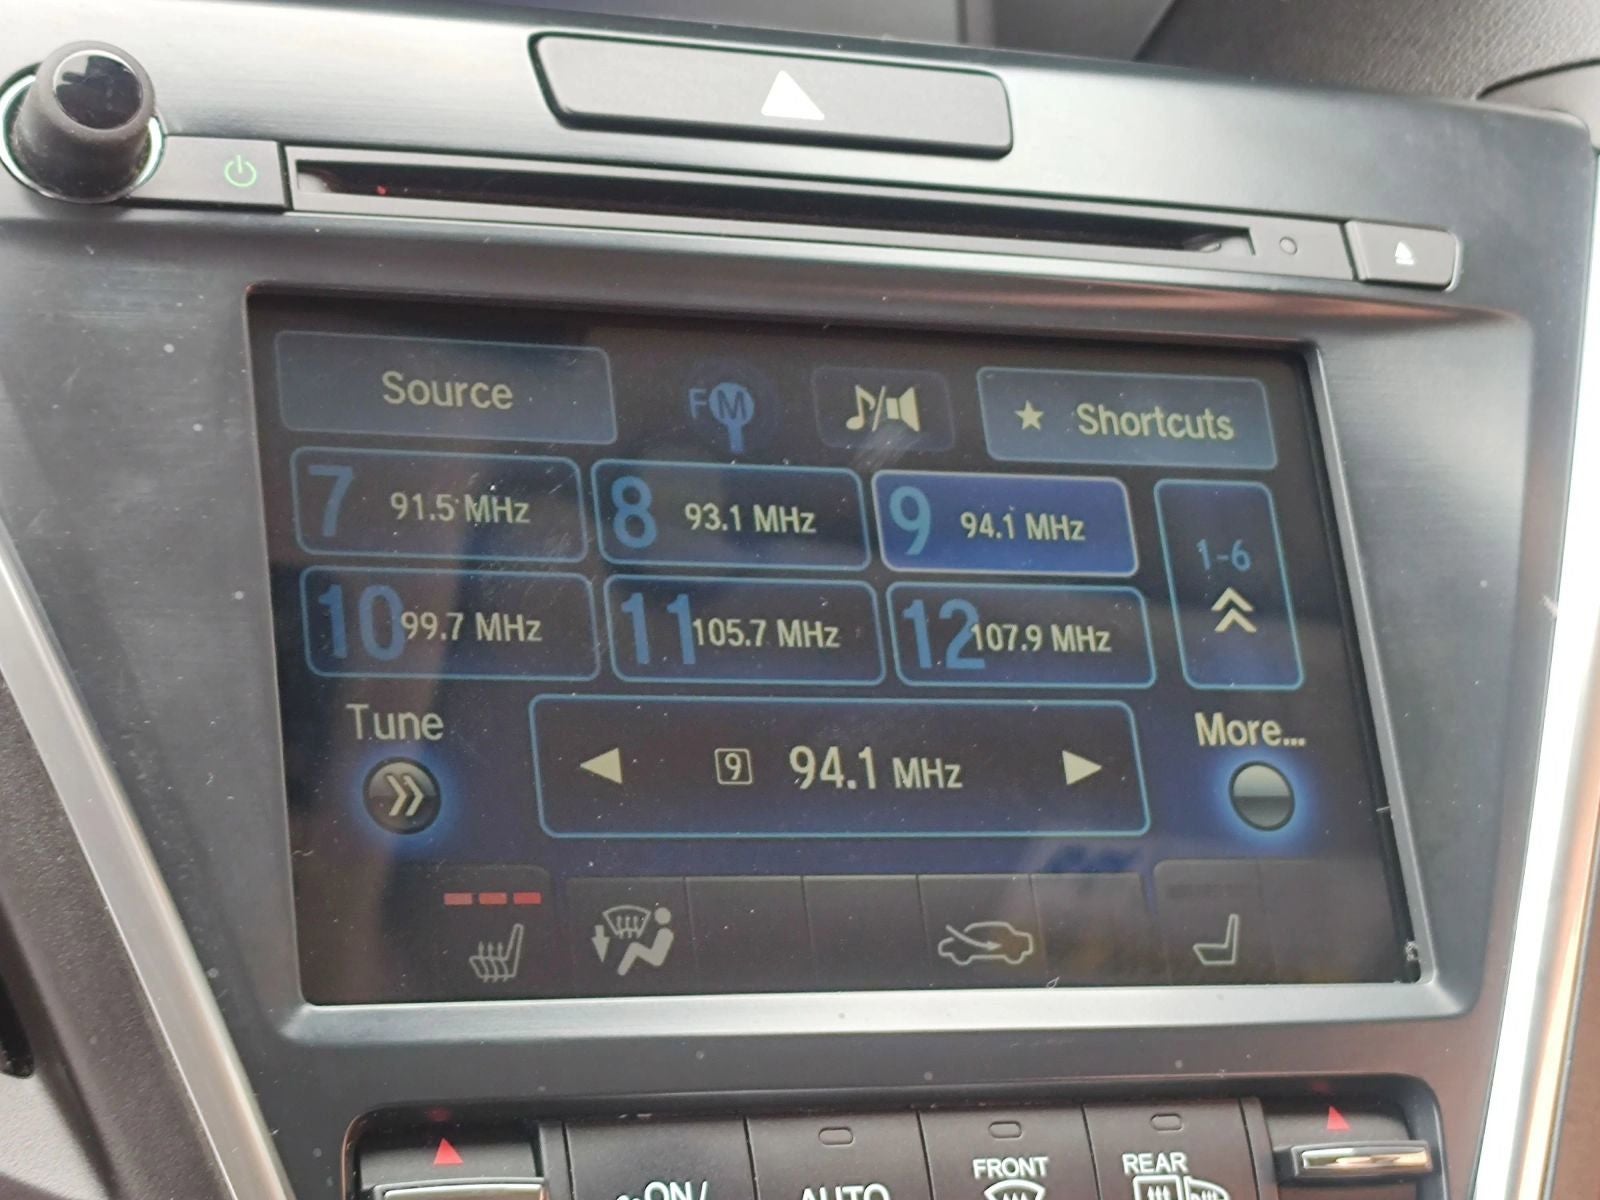 Source FM Shortcuts
7 91.5 MHz 8 93.1 MHz 9 94.1 MHz 1-6
10 99.7 MHz 11 105.7 MHz 12 107.9 MHz
Tune More...
9 94.1 MHz
FRONT REAR
ON/ AUTO